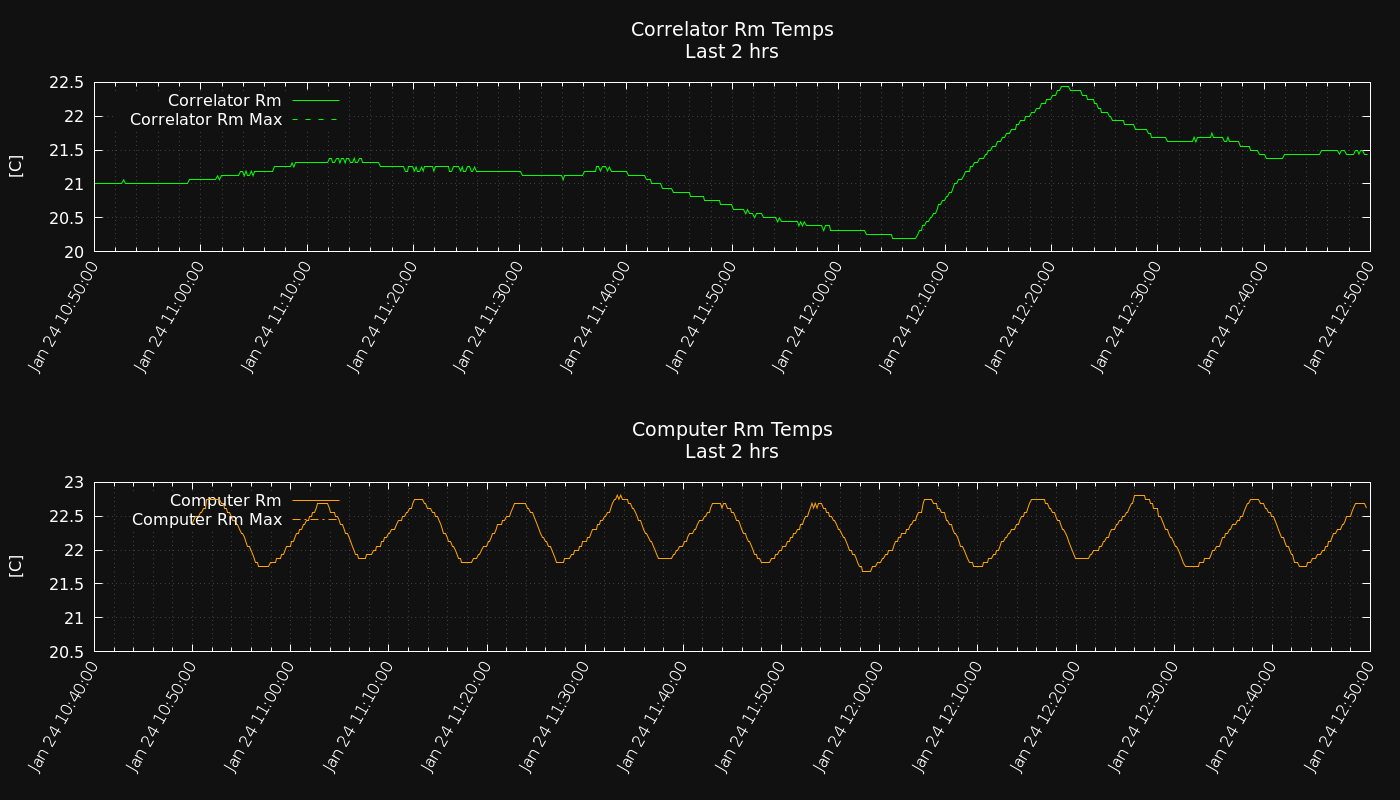 Correlator Rm Temps
Last 2 hrs
22.5
22
21.5
21
20.5
20
[C]
Correlator Rm
Correlator Rm Max
Jan 24 10:50:00
Jan 24 11:00:00
Jan 24 11:10:00
Jan 24 11:20:00
Jan 24 11:30:00
Jan 24 11:40:00
Jan 24 11:50:00
Jan 24 12:00:00
Jan 24 12:10:00
Jan 24 12:20:00
Jan 24 12:30:00
Jan 24 12:40:00
Jan 24 12:50:00
Computer Rm Temps
Last 2 hrs
23
22.5
22
21.5
21
20.5
[C]
Computer Rm
Computer Rm Max
Jan 24 10:40:00
Jan 24 10:50:00
Jan 24 11:00:00
Jan 24 11:10:00
Jan 24 11:20:00
Jan 24 11:30:00
Jan 24 11:40:00
Jan 24 11:50:00
Jan 24 12:00:00
Jan 24 12:10:00
Jan 24 12:20:00
Jan 24 12:30:00
Jan 24 12:40:00
Jan 24 12:50:00